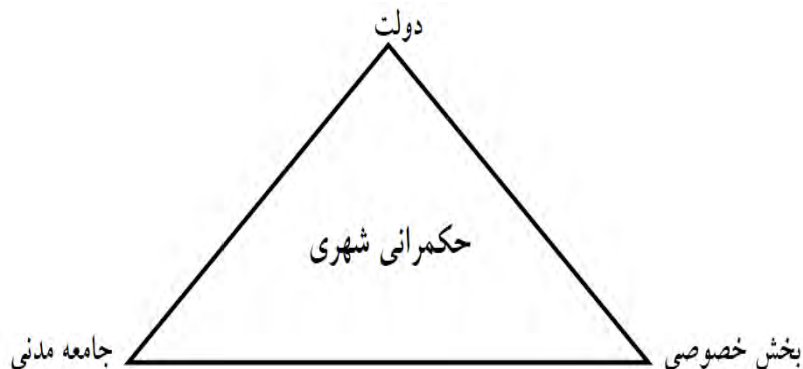 دولت
حکمرانی شهری
بخش خصوصی
جامعه مدنی